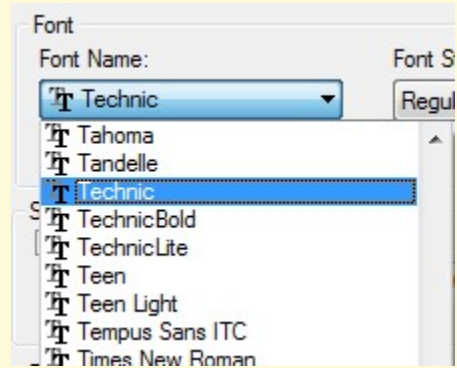 Font
Font Name: Font S
Technic Regul
Tahoma
Tandelle
Technic
TechnicBold
TechnicLite
Teen
Teen Light
Tempus Sans ITC
Times New Roman